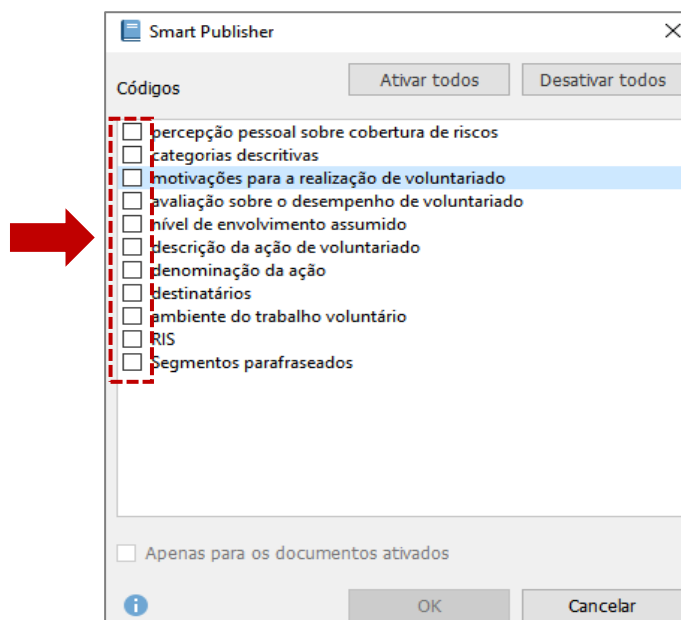 Smart Publisher
Códigos
Ativar todos
Desativar todos
percepção pessoal sobre cobertura de riscos
categorias descritivas
motivações para a realização de voluntariado
avaliação sobre o desempenho de voluntariado
nível de envolvimento assumido
descrição da ação de voluntariado
denominação da ação
destinatários
ambiente do trabalho voluntário
RIS
Segmentos parafraseados
Apenas para os documentos ativados
OK
Cancelar